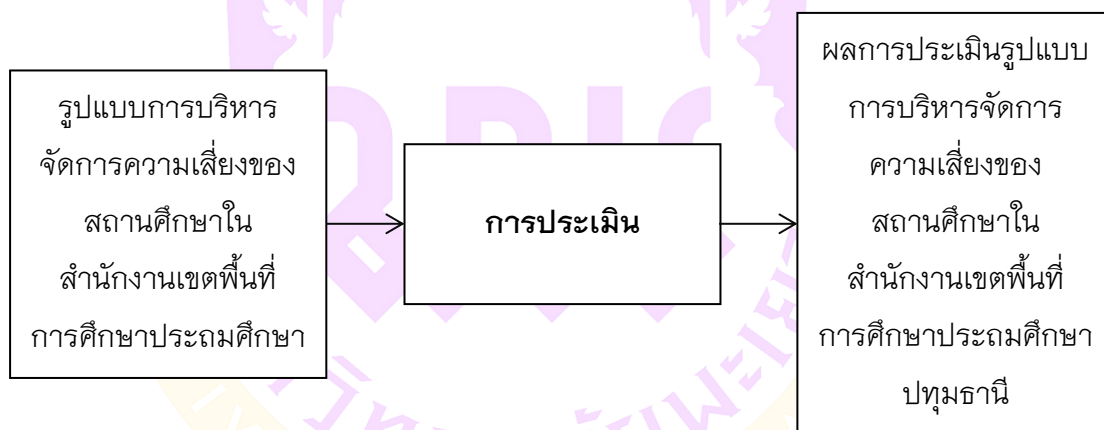 รูปแบบการบริหาร
จัดการความเสี่ยงของ
สถานศึกษาใน
สำนักงานเขตพื้นที่
การศึกษาประถมศึกษา
การประเมิน
ผลการประเมินรูปแบบ
การบริหารจัดการ
ความเสี่ยงของ
สถานศึกษาใน
สำนักงานเขตพื้นที่
การศึกษาประถมศึกษา
ปทุมธานี